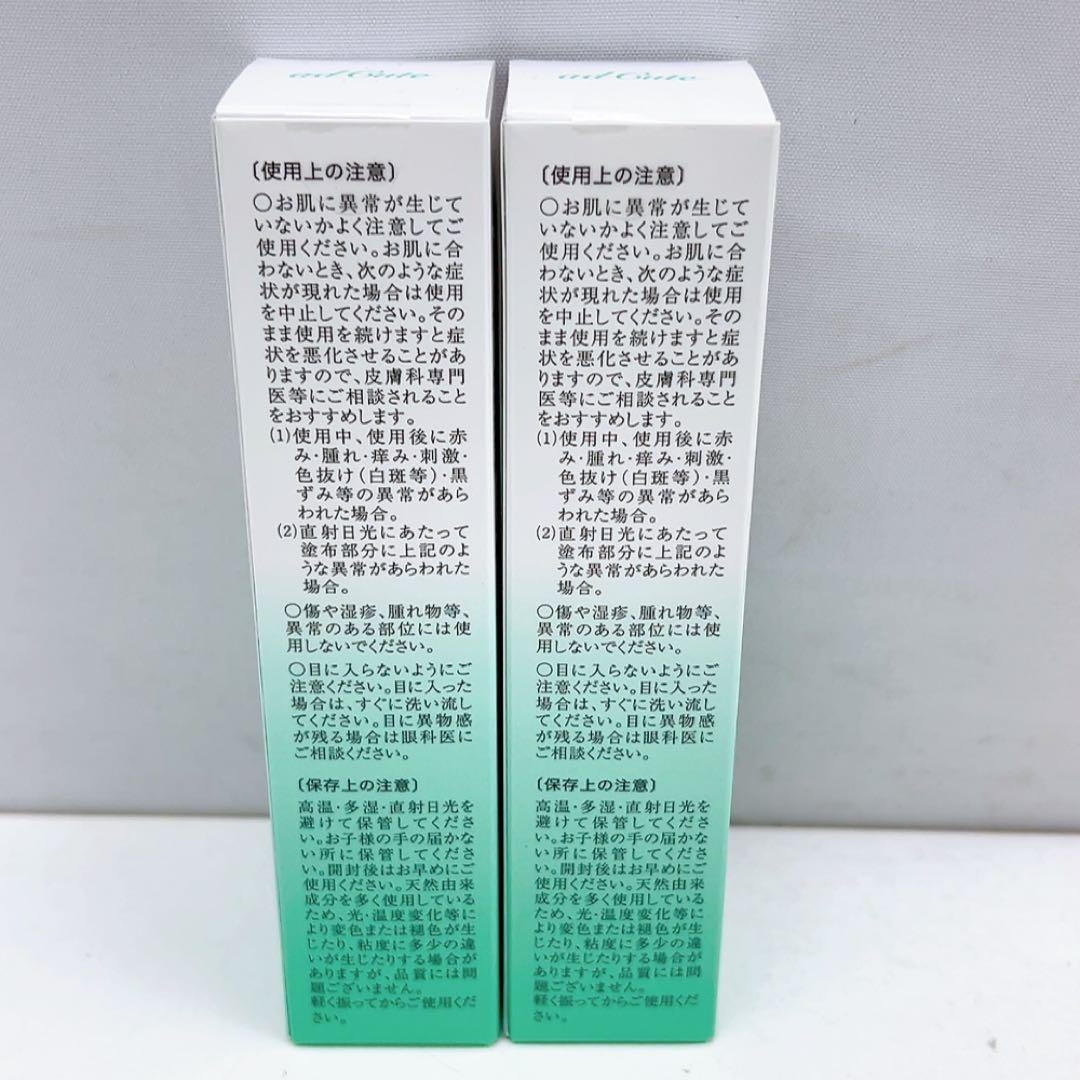 〔使用上の注意〕
○お肌に異常が生じて
いないかよく注意してご
使用ください。お肌に合
わないとき、次のような症
状が現れた場合は使用
を中止してください。その
まま使用を続けますと症
状を悪化させることがあ
りますので、皮膚科専門
医等にご相談されること
をおすすめします。
(1)使用中、使用後に赤
み・腫れ・痒み・刺激・
色抜け(白斑等)・黒
ずみ等の異常があら
われた場合。
(2)直射日光にあたって
塗布部分に上記のよ
うな異常があらわれた
場合。
○傷や湿疹、腫れ物等、
異常のある部位には使
用しないでください。
○目に入らないようにご
注意ください。目に入った
場合は、すぐに洗い流し
てください。目に異物感
が残る場合は眼科医に
ご相談ください。
〔保存上の注意〕
高温・多湿・直射日光を
避けて保管してくださ
い。お子様の手の届かな
い所に保管してくださ
い。開封後はお早めにご
使用ください。天然由来
成分を多く使用している
ため、光・温度変化等に
より変色または褪色が生
じたり、粘度に多少の違
いが生じたりする場合が
ありますが、品質には問
題ございません。
軽く振ってからご使用くだ
さい。
〔使用上の注意〕
○お肌に異常が生じて
いないかよく注意してご
使用ください。お肌に合
わないとき、次のような症
状が現れた場合は使用
を中止してください。その
まま使用を続けますと症
状を悪化させることがあ
りますので、皮膚科専門
医等にご相談されること
をおすすめします。
(1)使用中、使用後に赤
み・腫れ・痒み・刺激・
色抜け(白斑等)・黒
ずみ等の異常があら
われた場合。
(2)直射日光にあたって
塗布部分に上記のよ
うな異常があらわれた
場合。
○傷や湿疹、腫れ物等、
異常のある部位には使
用しないでください。
○目に入らないようにご
注意ください。目に入った
場合は、すぐに洗い流し
てください。目に異物感
が残る場合は眼科医に
ご相談ください。
〔保存上の注意〕
高温・多湿・直射日光を
避けて保管してくださ
い。お子様の手の届かな
い所に保管してくださ
い。開封後はお早めにご
使用ください。天然由来
成分を多く使用している
ため、光・温度変化等に
より変色または褪色が生
じたり、粘度に多少の違
いが生じたりする場合が
ありますが、品質には問
題ございません。
軽く振ってからご使用くだ
さい。